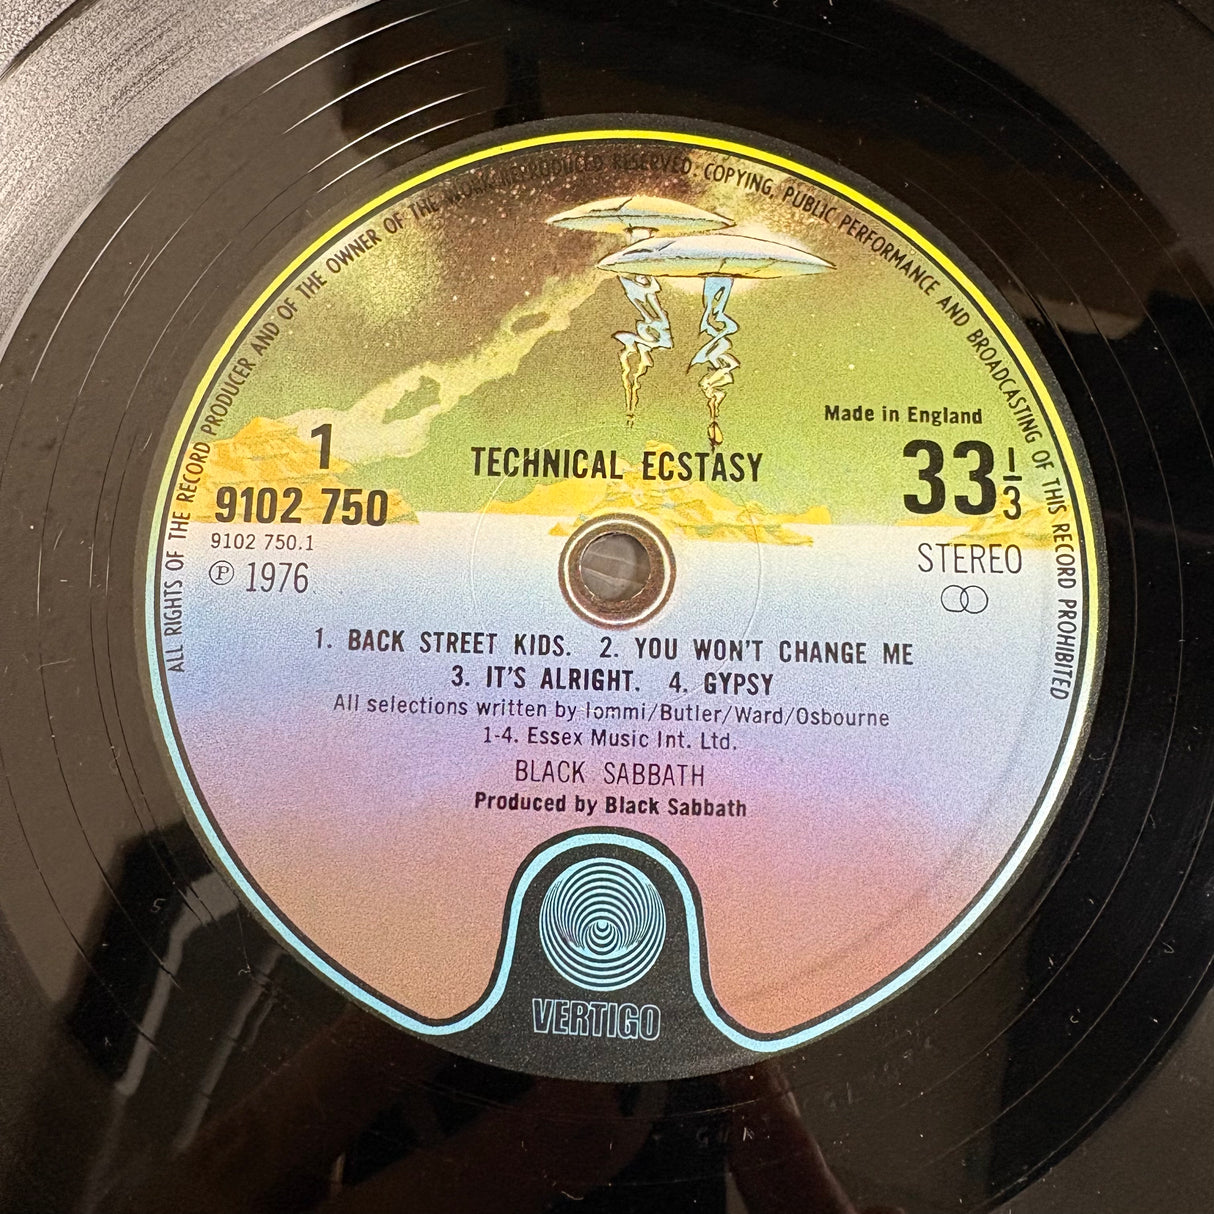 ALL RIGHTS OF THE RECORD PRODUCER AND OF THE OWNER OF THE WORK REPRODUCED RESERVED. COPYING, PUBLIC PERFORMANCE AND BROADCASTING OF THIS RECORD PROHIBITED
Made in England
1
TECHNICAL ECSTASY
33 1/3
9102 750
9102 750.1
STEREO
℗ 1976
1. BACK STREET KIDS. 2. YOU WON'T CHANGE ME
3. IT'S ALRIGHT. 4. GYPSY
All selections written by Iommi/Butler/Ward/Osbourne
1-4. Essex Music Int. Ltd.
BLACK SABBATH
Produced by Black Sabbath
VERTIGO